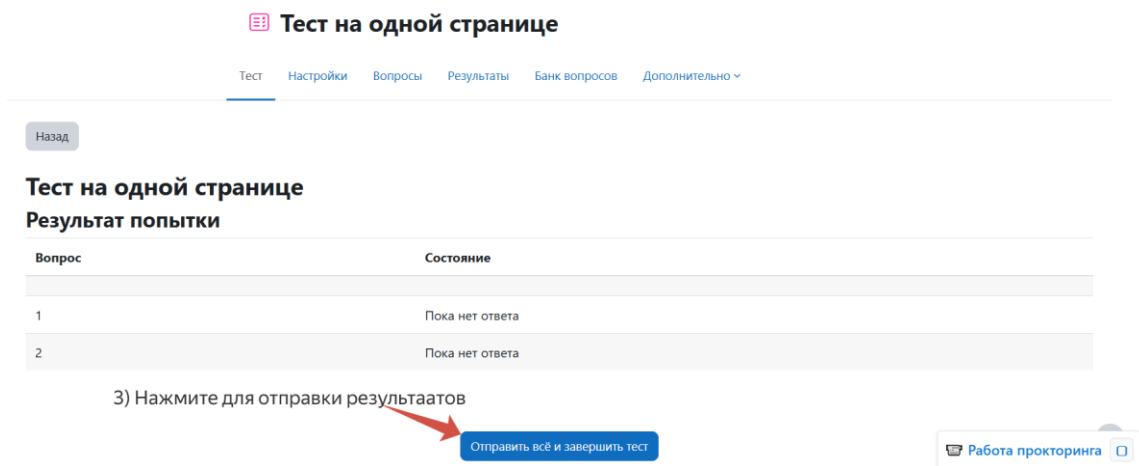 Тест на одной странице
Тест Настройки Вопросы Результаты Банк вопросов Дополнительно
Назад
Тест на одной странице
Результат попытки
Вопрос Состояние
1 Пока нет ответа
2 Пока нет ответа
3) Нажмите для отправки результаатов
Отправить всё и завершить тест
Работа прокторинга